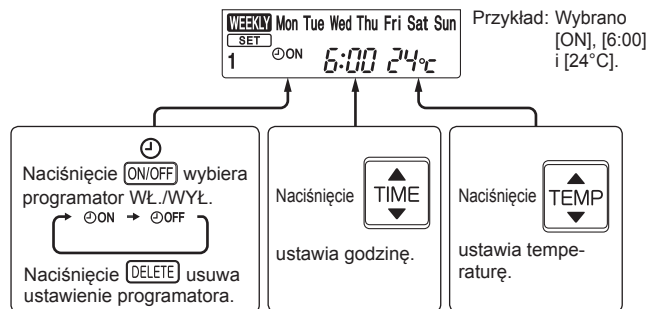 WEEKLY Mon Tue Wed Thu Fri Sat Sun
SET
1 ON 6:00 24°C
Przykład: Wybrano
[ON], [6:00]
i [24°C].
Naciśnięcie ON/OFF wybiera
programator WŁ./WYŁ.
ON → OFF
Naciśnięcie DELETE usuwa
ustawienie programatora.
Naciśnięcie TIME
ustawia godzinę.
Naciśnięcie TEMP
ustawia tempe-
raturę.